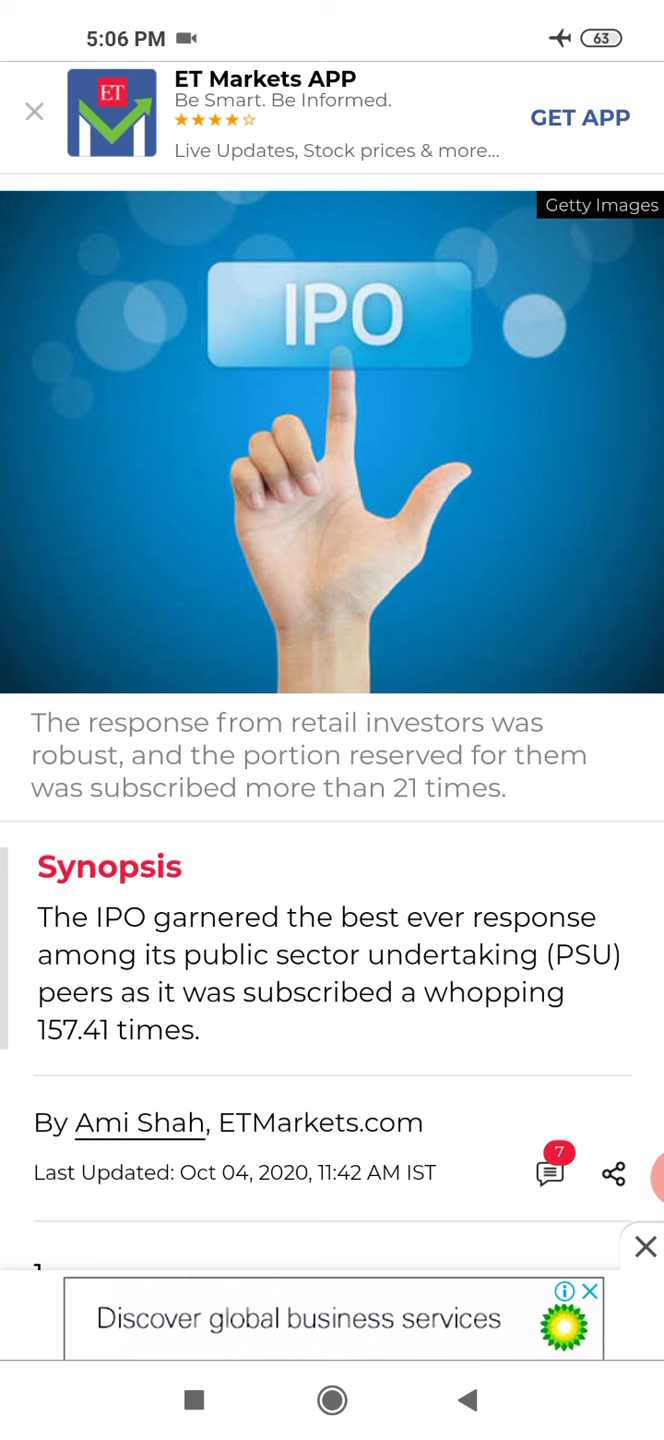 5:06 PM
63
ET
ET Markets APP
Be Smart. Be Informed.
Live Updates, Stock prices & more...
GET APP
Getty Images
IPO
The response from retail investors was
robust, and the portion reserved for them
was subscribed more than 21 times.
Synopsis
The IPO garnered the best ever response
among its public sector undertaking (PSU)
peers as it was subscribed a whopping
157.41 times.
By Ami Shah, ETMarkets.com
7
Last Updated: Oct 04, 2020, 11:42 AM IST
Discover global business services